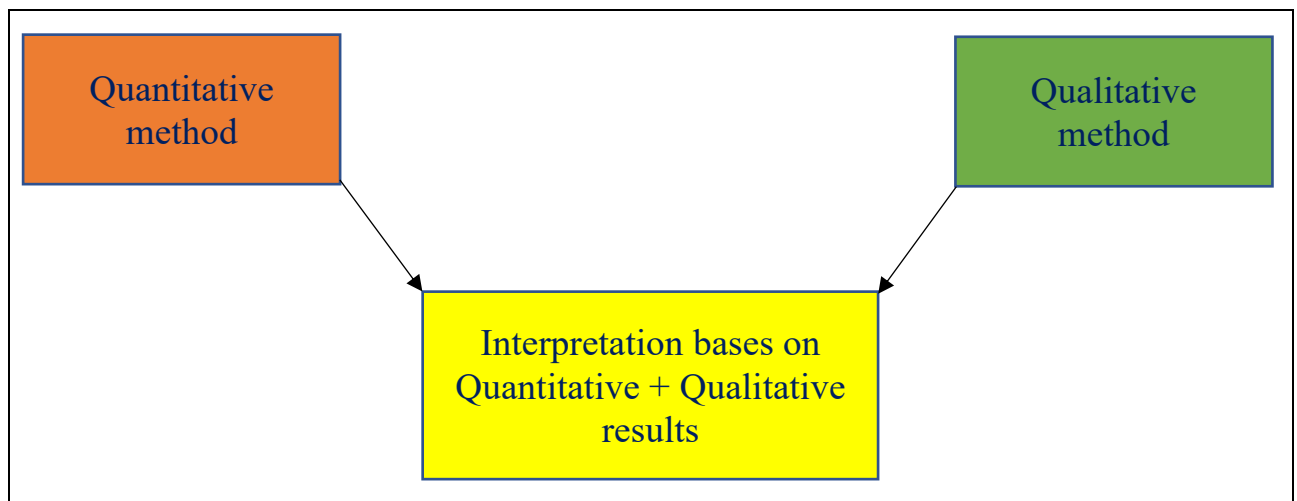 Quantitative
method
Qualitative
method
Interpretation bases on
Quantitative + Qualitative
results